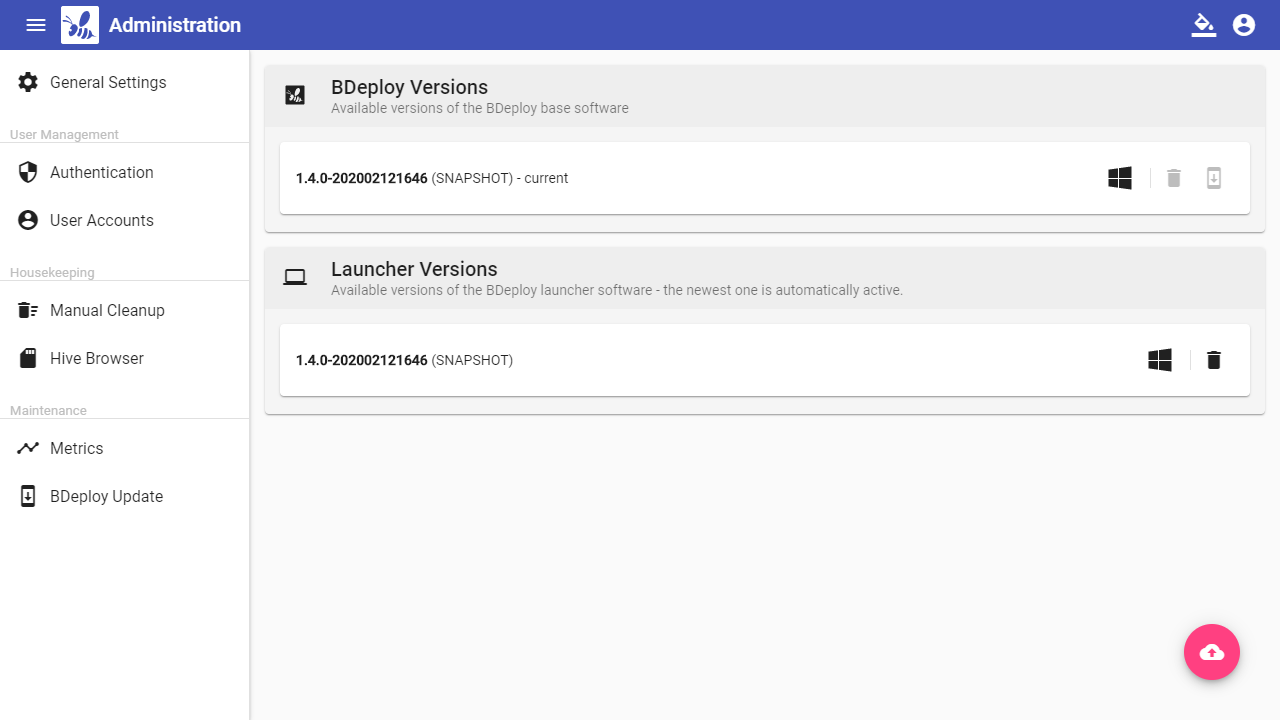 Administration
General Settings
User Management
Authentication
User Accounts
Housekeeping
Manual Cleanup
Hive Browser
Maintenance
Metrics
BDeploy Update
BDeploy Versions
Available versions of the BDeploy base software
1.4.0-202002121646 (SNAPSHOT) - current
Launcher Versions
Available versions of the BDeploy launcher software - the newest one is automatically active.
1.4.0-202002121646 (SNAPSHOT)